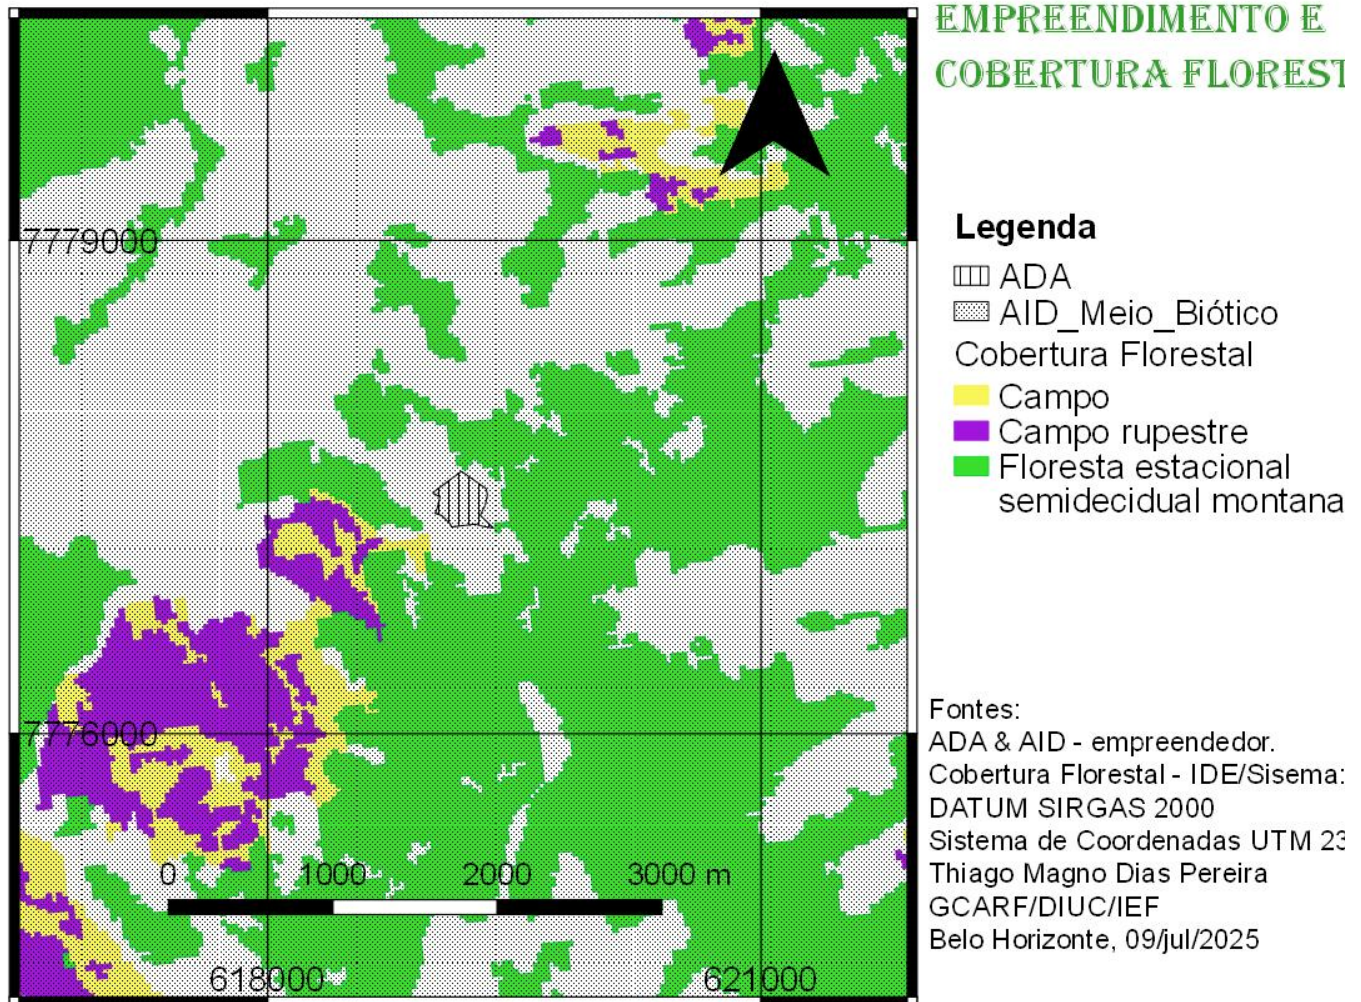 EMPREENDIMENTO E
COBERTURA FLOREST
7779000
7776000
0 1000 2000 3000 m
618000 621000
Legenda
ADA
AID_Meio_Biótico
Cobertura Florestal
Campo
Campo rupestre
Floresta estacional
semidecidual montana
Fontes:
ADA & AID - empreendedor.
Cobertura Florestal - IDE/Sisema:
DATUM SIRGAS 2000
Sistema de Coordenadas UTM 23
Thiago Magno Dias Pereira
GCARF/DIUC/IEF
Belo Horizonte, 09/jul/2025